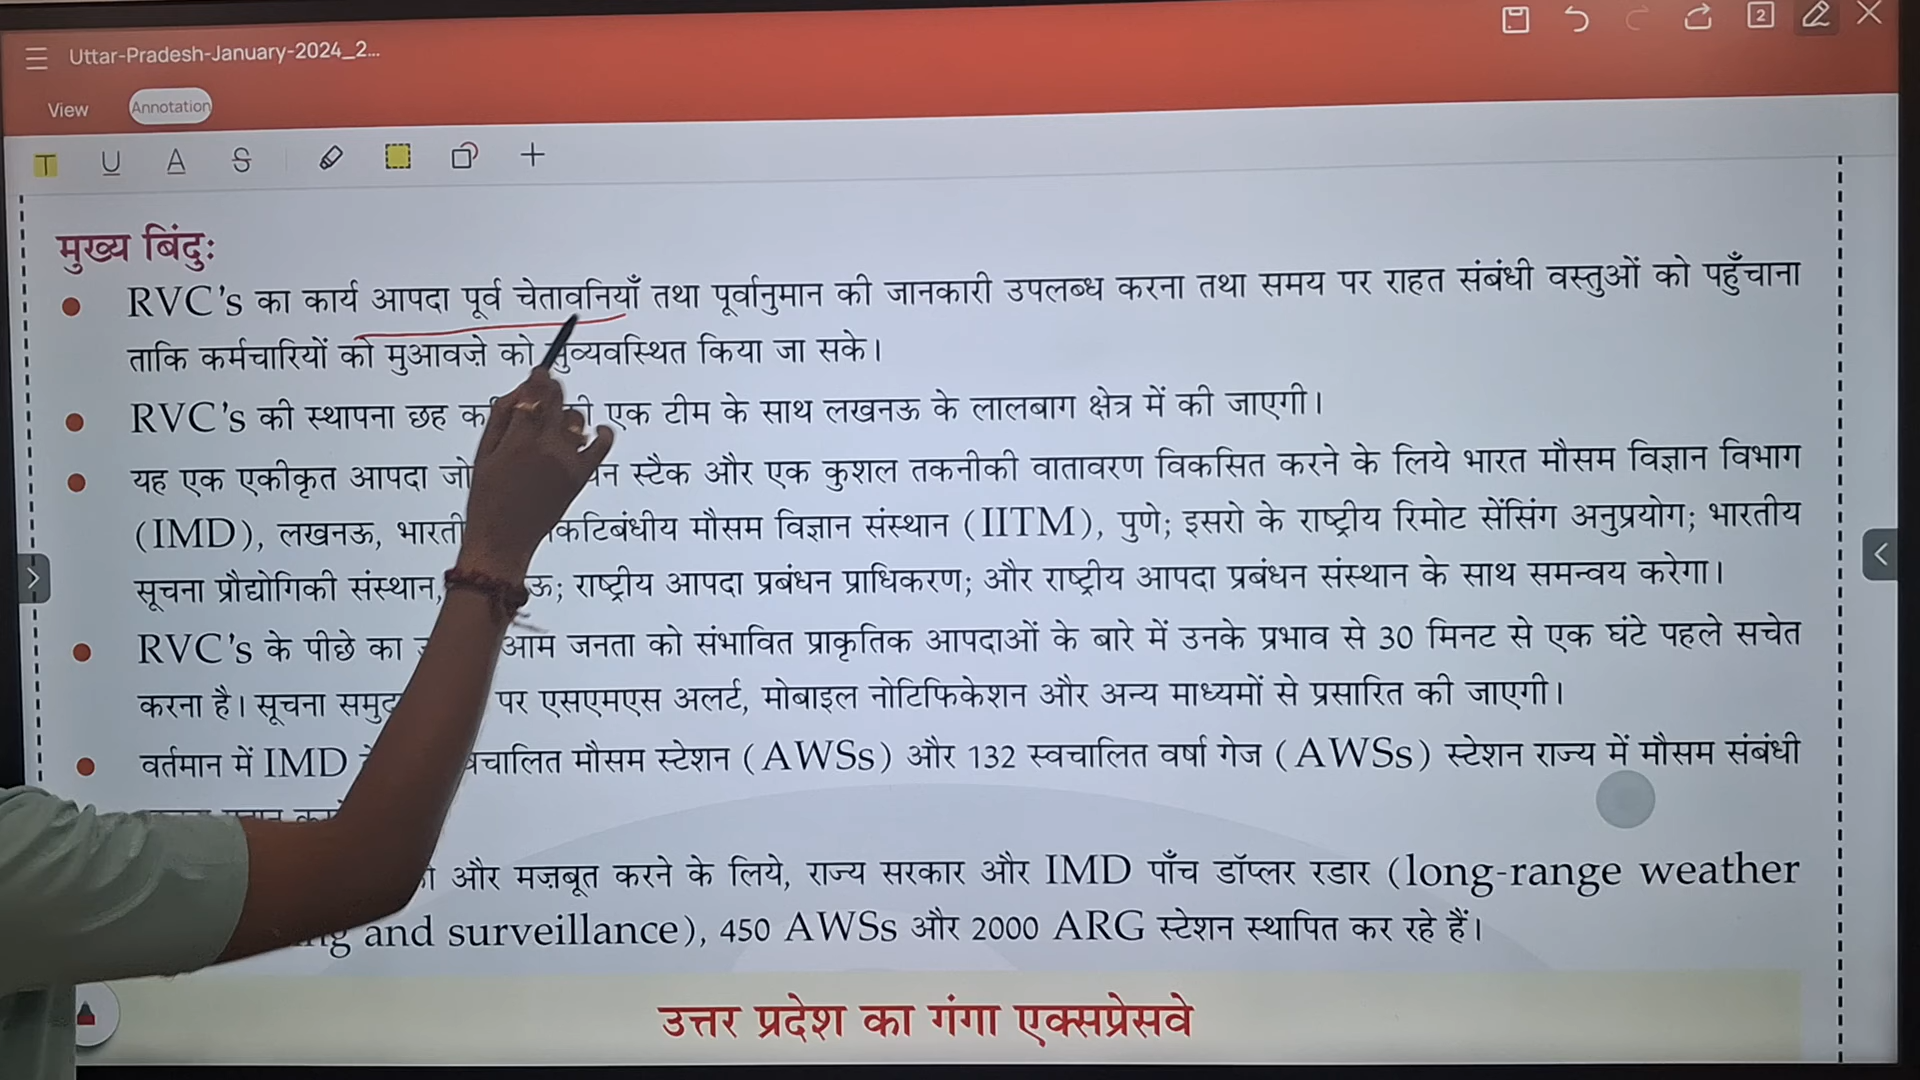 Uttar-Pradesh-January-2024_2...
2
View
Annotation
T U A S
मुख्य बिंदुः
RVC's का कार्य आपदा पूर्व चेतावनियाँ तथा पूर्वानुमान की जानकारी उपलब्ध करना तथा समय पर राहत संबंधी वस्तुओं को पहुँचाना
ताकि कर्मचारियों को मुआवज़े को सुव्यवस्थित किया जा सके।
RVC's की स्थापना छह एक टीम के साथ लखनऊ के लालबाग क्षेत्र में की जाएगी।
यह एक एकीकृत आपदा स्टैक और एक कुशल तकनीकी वातावरण विकसित करने के लिये भारत मौसम विज्ञान विभाग
(IMD), लखनऊ, मौसम विज्ञान संस्थान (IITM), पुणे; इसरो के राष्ट्रीय रिमोट सेंसिंग अनुप्रयोग; भारतीय
सूचना प्रौद्योगिकी संस्थान, राष्ट्रीय आपदा प्रबंधन प्राधिकरण; और राष्ट्रीय आपदा प्रबंधन संस्थान के साथ समन्वय करेगा।
RVC's के पीछे का आम जनता को संभावित प्राकृतिक आपदाओं के बारे में उनके प्रभाव से 30 मिनट से एक घंटे पहले सचेत
करना है। सूचना पर एसएमएस अलर्ट, मोबाइल नोटिफिकेशन और अन्य माध्यमों से प्रसारित की जाएगी।
वर्तमान में IMD मौसम स्टेशन (AWSs) और 132 स्वचालित वर्षा गेज (AWSs) स्टेशन राज्य में मौसम संबंधी
और मज़बूत करने के लिये, राज्य सरकार और IMD पाँच डॉप्लर रडार (long-range weather
and surveillance), 450 AWSs और 2000 ARG स्टेशन स्थापित कर रहे हैं।
उत्तर प्रदेश का गंगा एक्सप्रेसवे